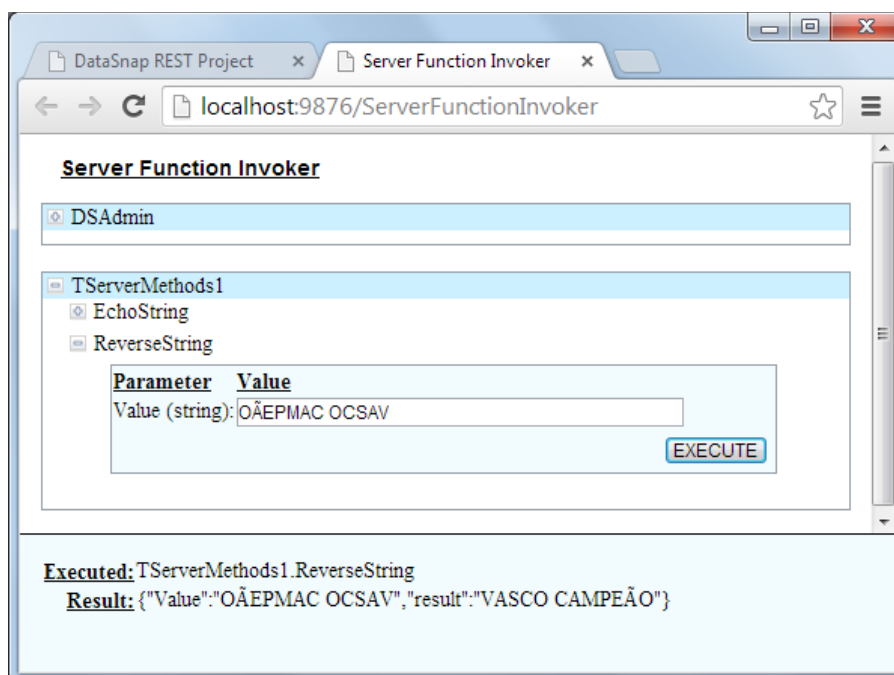 DataSnap REST Project
Server Function Invoker
localhost:9876/ServerFunctionInvoker
Server Function Invoker
DSAdmin
TServerMethods1
EchoString
ReverseString
Parameter Value
Value (string): OÃEPMAC OCSAV
EXECUTE
Executed: TServerMethods1.ReverseString
Result: {"Value":"OÃEPMAC OCSAV","result":"VASCO CAMPEÃO"}